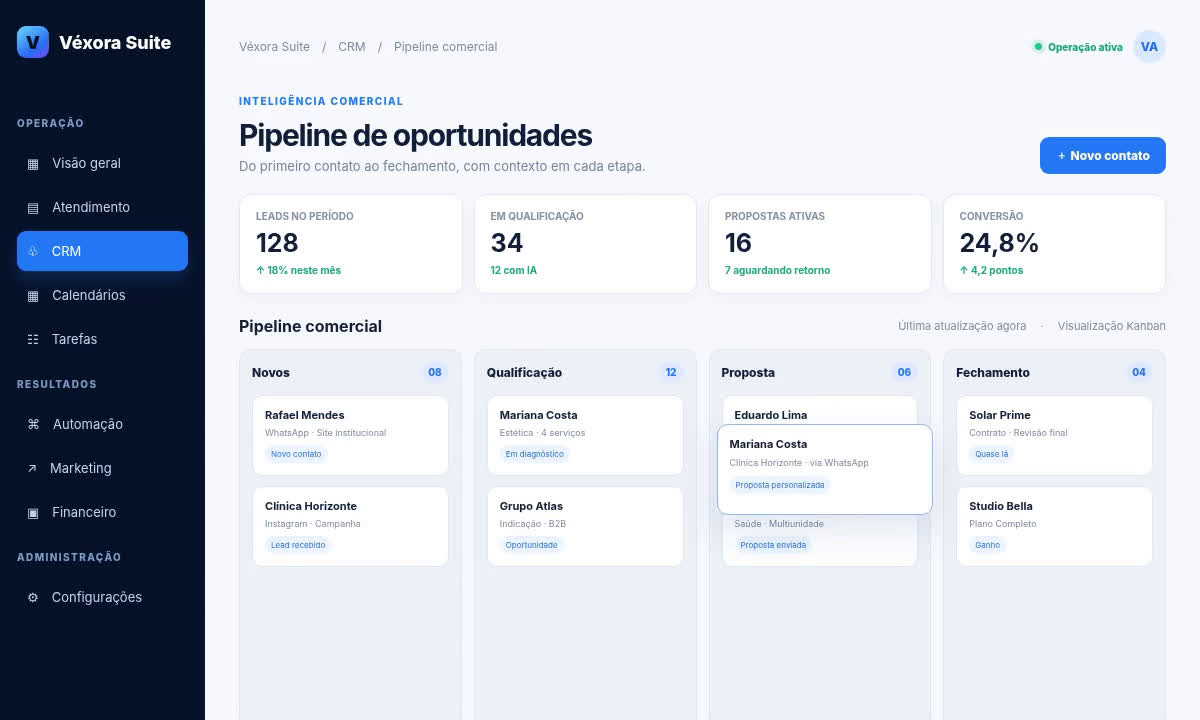 V Véxora Suite
OPERAÇÃO
Visão geral
Atendimento
CRM
Calendários
Tarefas
RESULTADOS
Automação
Marketing
Financeiro
ADMINISTRAÇÃO
Configurações
Véxora Suite / CRM / Pipeline comercial
Operação ativa VA
INTELIGÊNCIA COMERCIAL
Pipeline de oportunidades
Do primeiro contato ao fechamento, com contexto em cada etapa.
+ Novo contato
LEADS NO PERÍODO
128
↑ 18% neste mês
EM QUALIFICAÇÃO
34
12 com IA
PROPOSTAS ATIVAS
16
7 aguardando retorno
CONVERSÃO
24,8%
↑ 4,2 pontos
Pipeline comercial
Última atualização agora · Visualização Kanban
Novos 08
Rafael Mendes
WhatsApp · Site institucional
Novo contato
Clínica Horizonte
Instagram · Campanha
Lead recebido
Qualificação 12
Mariana Costa
Estética · 4 serviços
Em diagnóstico
Grupo Atlas
Indicação · B2B
Oportunidade
Proposta 06
Eduardo Lima
Mariana Costa
Clínica Horizonte · via WhatsApp
Proposta personalizada
Saúde · Multiunidade
Proposta enviada
Fechamento 04
Solar Prime
Contrato · Revisão final
Quase lá
Studio Bella
Plano Completo
Ganho